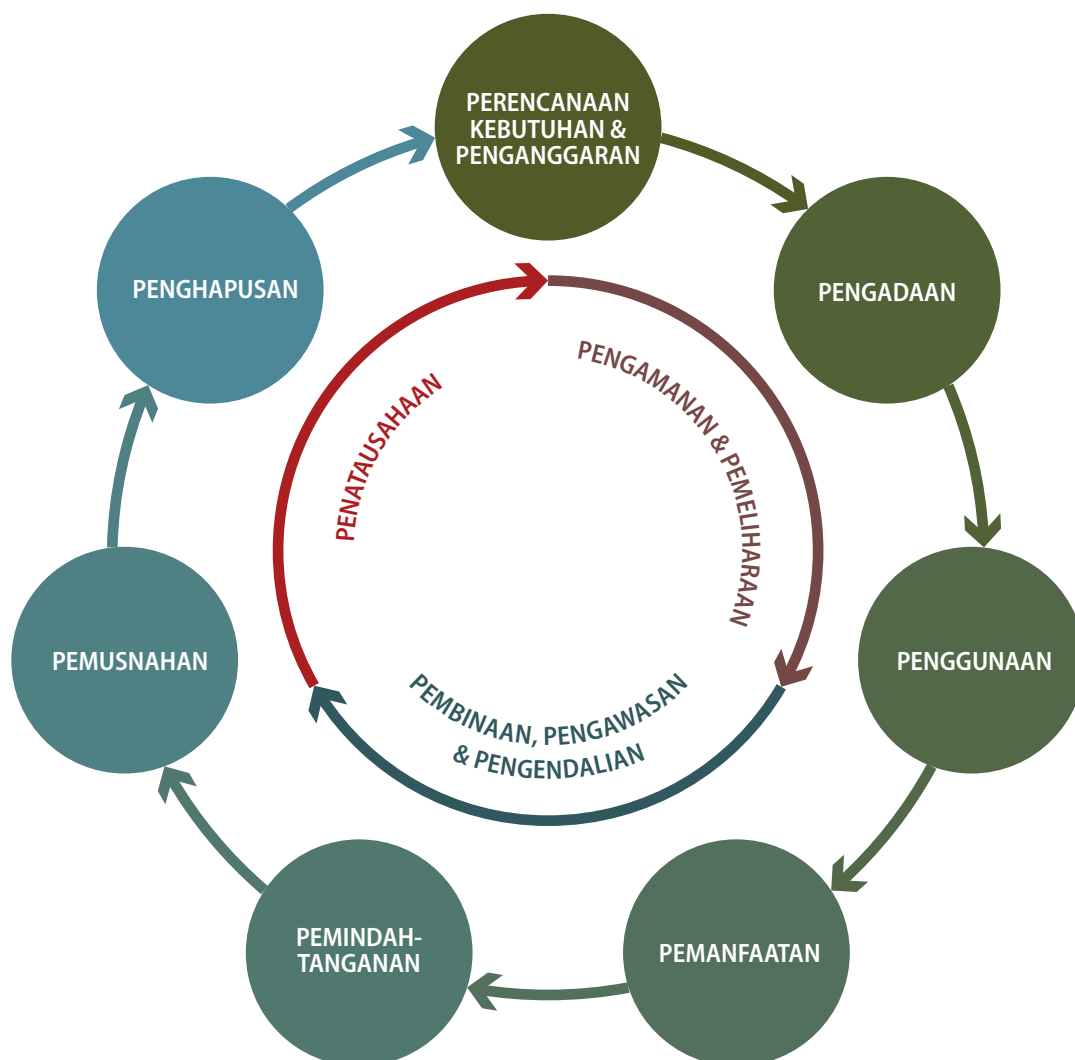 PERENCANAAN
KEBUTUHAN &
PENGANGGARAN
PENGADAAN
PENGGUNAAN
PEMANFAATAN
PEMINDAH-
TANGANAN
PEMUSNAHAN
PENGHAPUSAN
PENGAMANAN & PEMELIHARAAN
PEMBINAAN, PENGAWASAN
& PENGENDALIAN
PENATAUSAHAAN